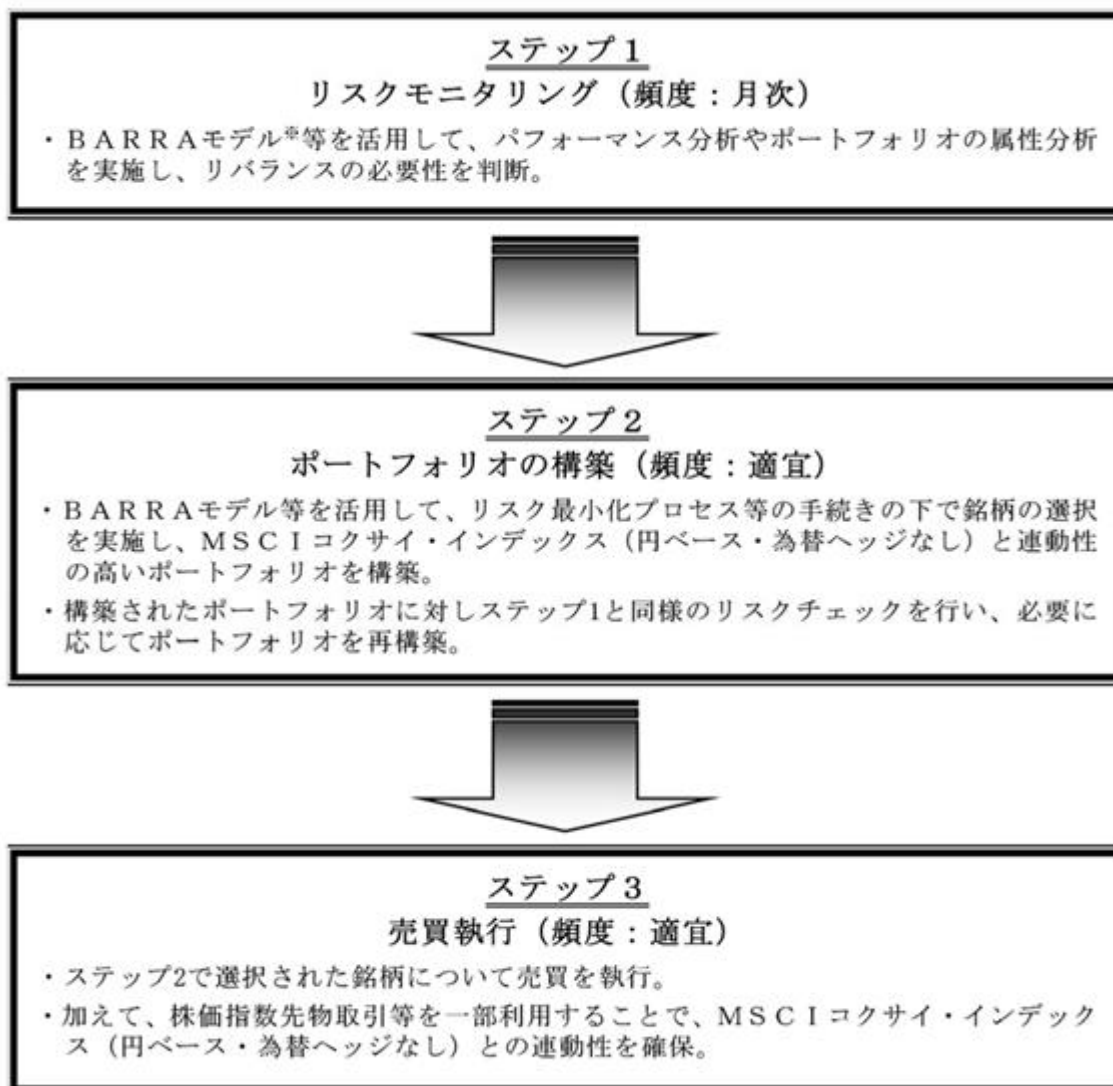 ステップ1
リスクモニタリング（頻度：月次）
・ＢＡＲＲＡモデル※等を活用して、パフォーマンス分析やポートフォリオの属性分析
を実施し、リバランスの必要性を判断。
ステップ2
ポートフォリオの構築（頻度：適宜）
・ＢＡＲＲＡモデル等を活用して、リスク最小化プロセス等の手続きの下で銘柄の選択
を実施し、ＭＳＣＩコクサイ・インデックス（円ベース・為替ヘッジなし）と連動性
の高いポートフォリオを構築。
・構築されたポートフォリオに対しステップ1と同様のリスクチェックを行い、必要に
応じてポートフォリオを再構築。
ステップ3
売買執行（頻度：適宜）
・ステップ2で選択された銘柄について売買を執行。
・加えて、株価指数先物取引等を一部利用することで、ＭＳＣＩコクサイ・インデック
ス（円ベース・為替ヘッジなし）との連動性を確保。